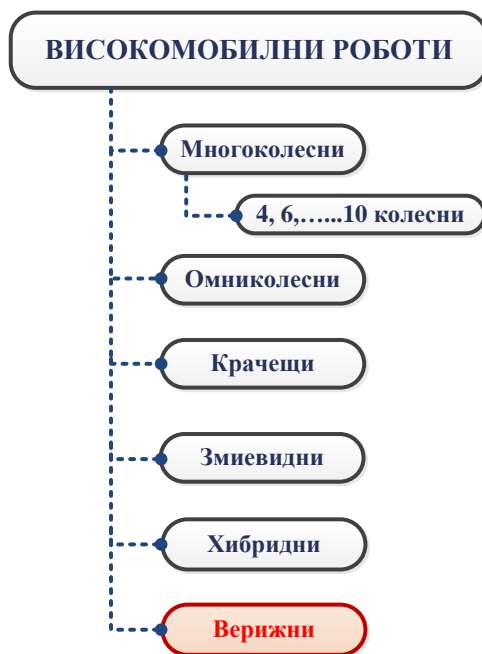 ВИСОКОМОБИЛНИ РОБОТИ
Многоколесни
4, 6,…...10 колесни
Омниколесни
Крачещи
Змиевидни
Хибридни
Верижни